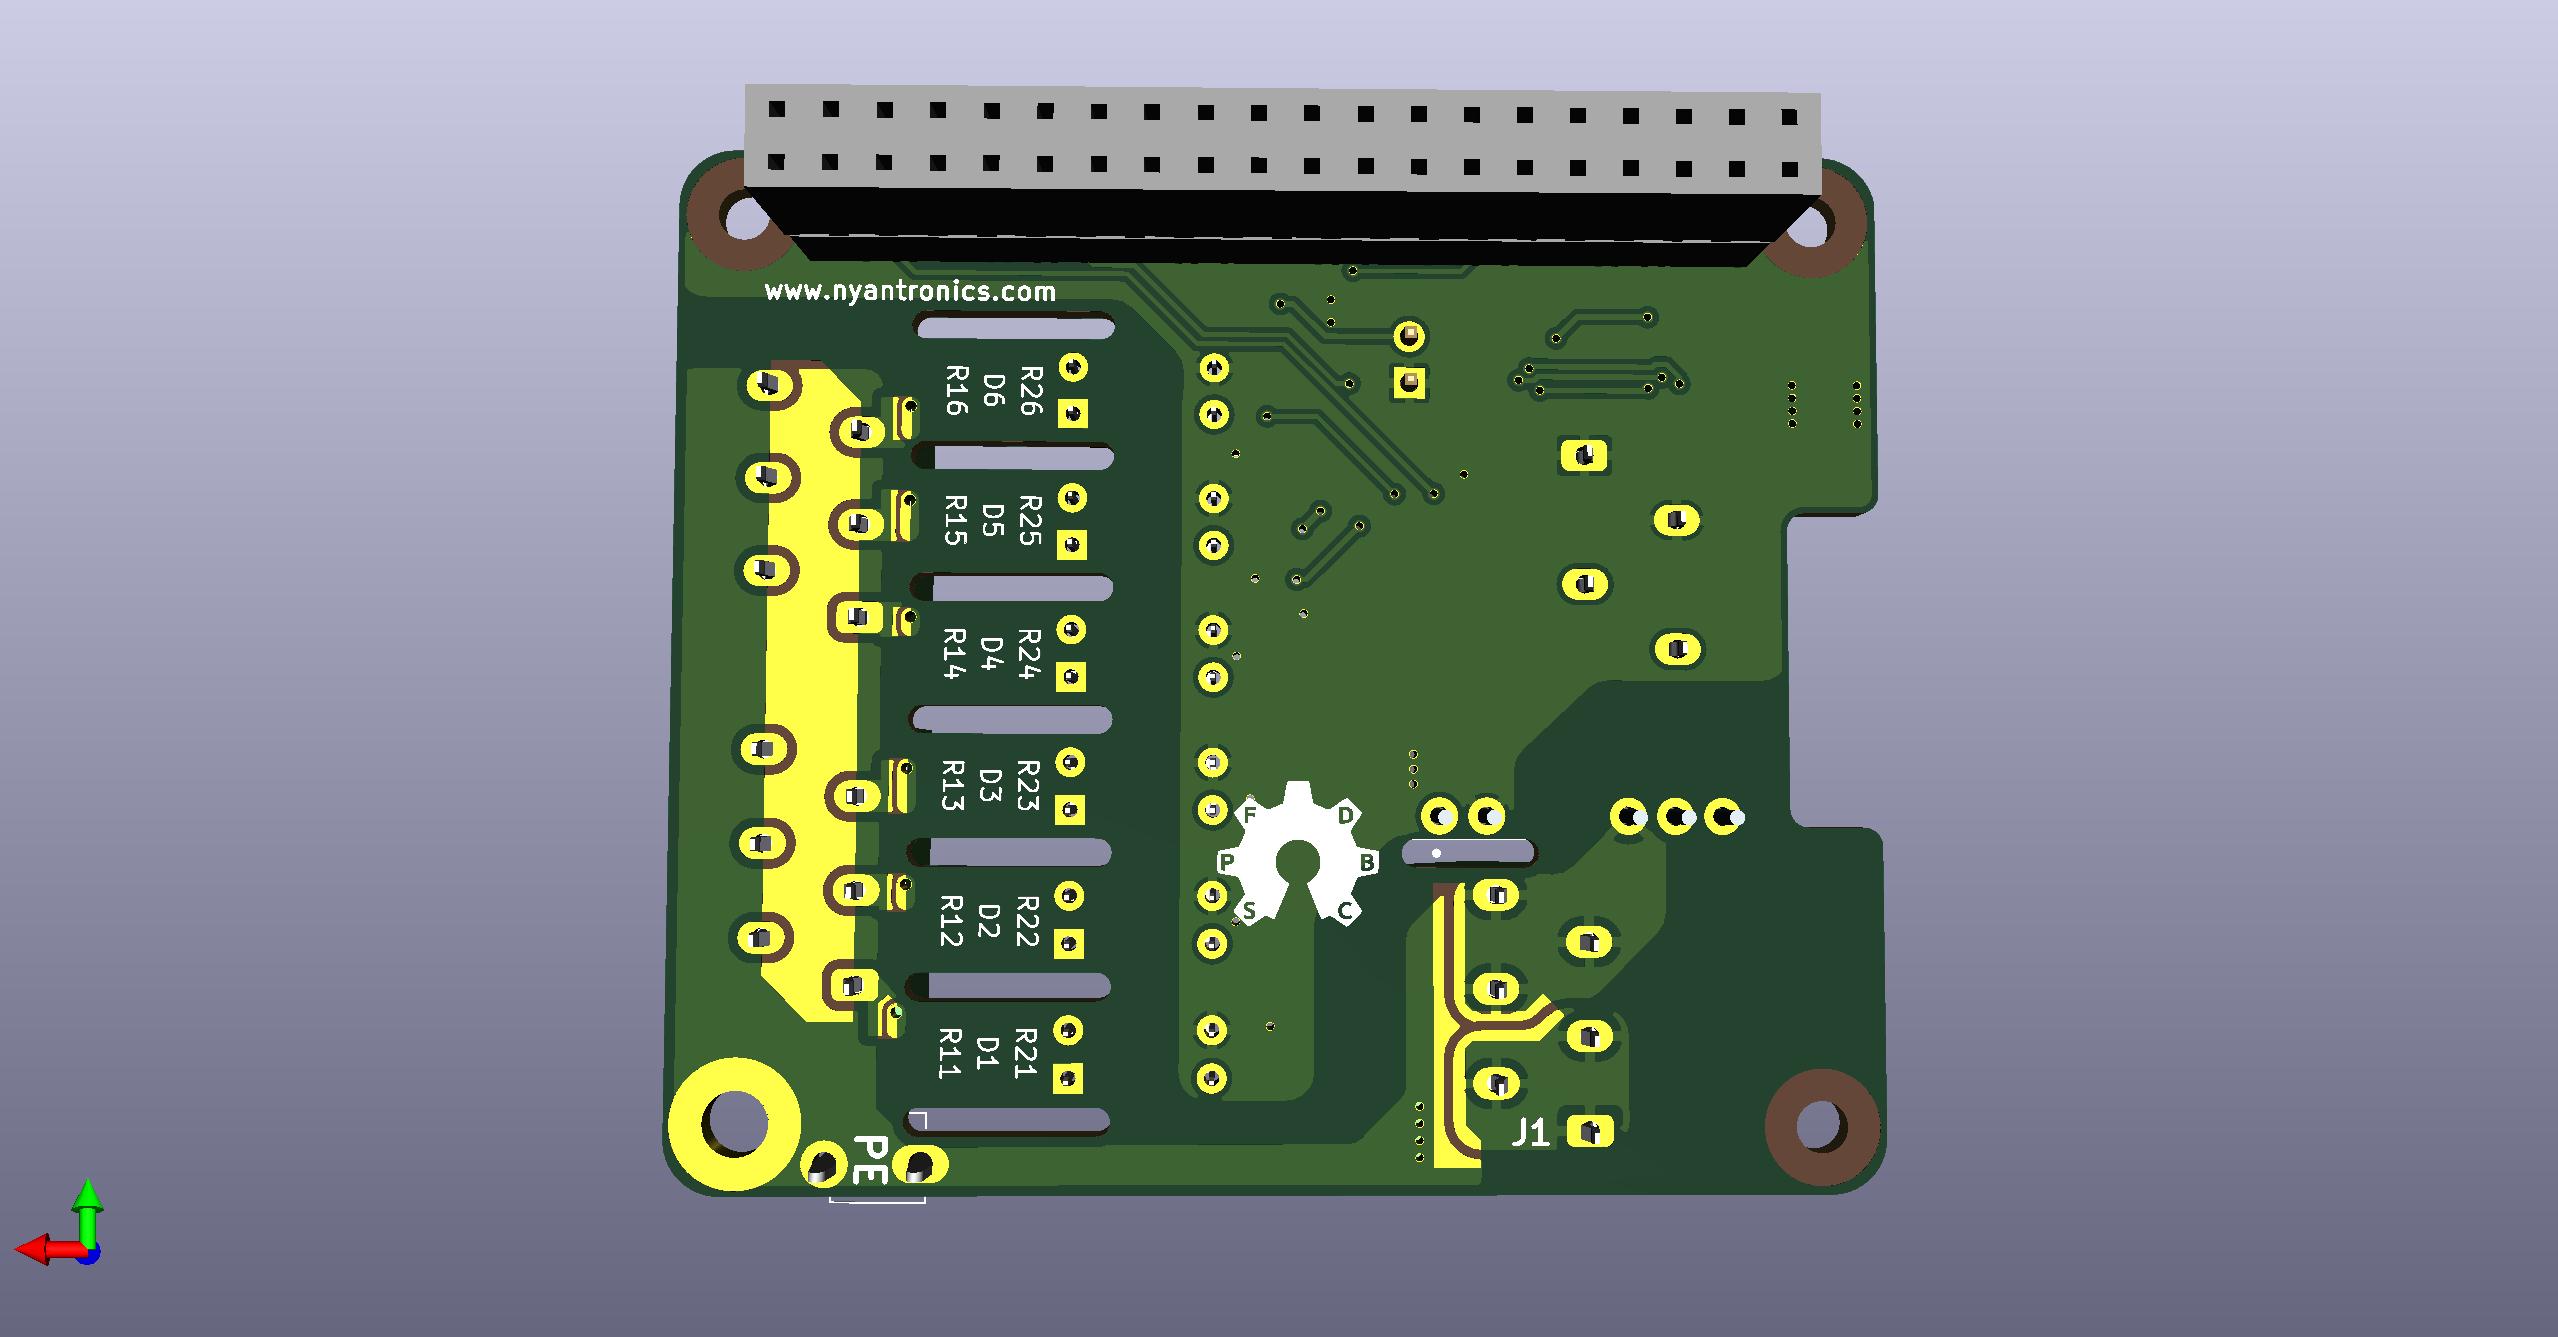 www.nyantronics.com
R16 D6 R26
R15 D5 R25
R14 D4 R24
R13 D3 R23
R12 D2 R22
R11 D1 R21
F D
P B
S C
J1
PE